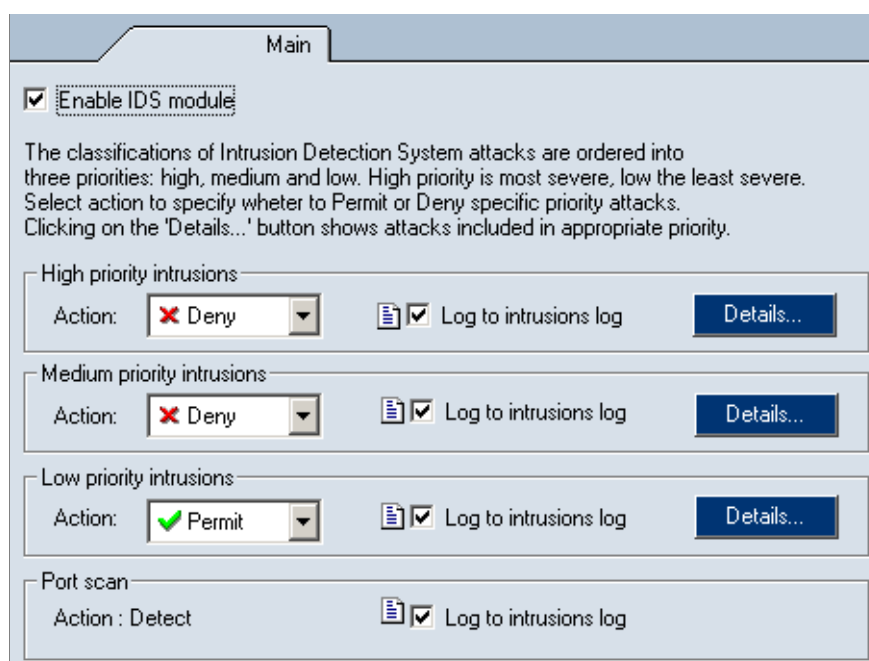 Main
Enable IDS module
The classifications of Intrusion Detection System attacks are ordered into
three priorities: high, medium and low. High priority is most severe, low the least severe.
Select action to specify wheter to Permit or Deny specific priority attacks.
Clicking on the 'Details...' button shows attacks included in appropriate priority.
High priority intrusions
Action: Deny Log to intrusions log Details...
Medium priority intrusions
Action: Deny Log to intrusions log Details...
Low priority intrusions
Action: Permit Log to intrusions log Details...
Port scan
Action : Detect Log to intrusions log